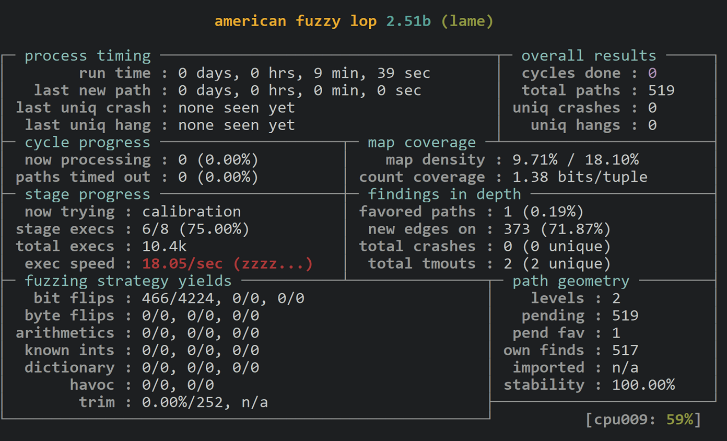 american fuzzy lop 2.51b (lame)
process timing
run time : 0 days, 0 hrs, 9 min, 39 sec
last new path : 0 days, 0 hrs, 0 min, 0 sec
last uniq crash : none seen yet
last uniq hang : none seen yet
overall results
cycles done : 0
total paths : 519
uniq crashes : 0
uniq hangs : 0
cycle progress
now processing : 0 (0.00%)
paths timed out : 0 (0.00%)
map coverage
map density : 9.71% / 18.10%
count coverage : 1.38 bits/tuple
stage progress
now trying : calibration
stage execs : 6/8 (75.00%)
total execs : 10.4k
exec speed : 18.05/sec (zzzz...)
findings in depth
favored paths : 1 (0.19%)
new edges on : 373 (71.87%)
total crashes : 0 (0 unique)
total tmouts : 2 (2 unique)
fuzzing strategy yields
bit flips : 466/4224, 0/0, 0/0
byte flips : 0/0, 0/0, 0/0
arithmetics : 0/0, 0/0, 0/0
known ints : 0/0, 0/0, 0/0
dictionary : 0/0, 0/0, 0/0
havoc : 0/0, 0/0
trim : 0.00%/252, n/a
path geometry
levels : 2
pending : 519
pend fav : 1
own finds : 517
imported : n/a
stability : 100.00%
[cpu009: 59%]